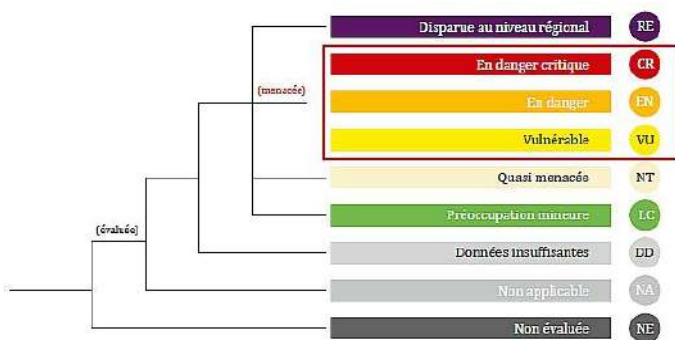 Disparue au niveau régional RE
En danger critique CR
(menacée)
En danger EN
Vulnérable VU
Quasi menacée NT
Préoccupation mineure LC
(évaluée)
Données insuffisantes DD
Non applicable NA
Non évaluée NE